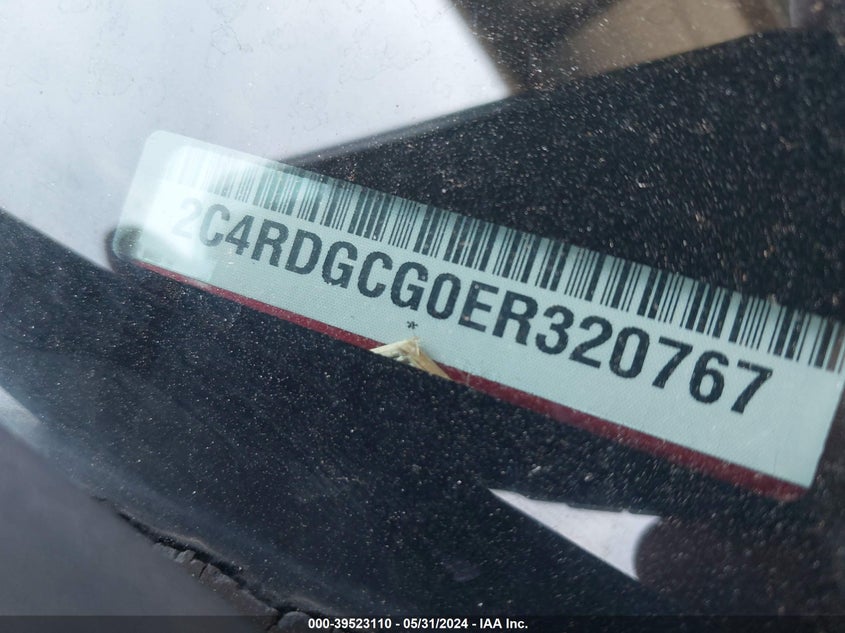 2C4RDGCG0ER320767
*
000-39523110 - 05/31/2024 - IAA Inc.